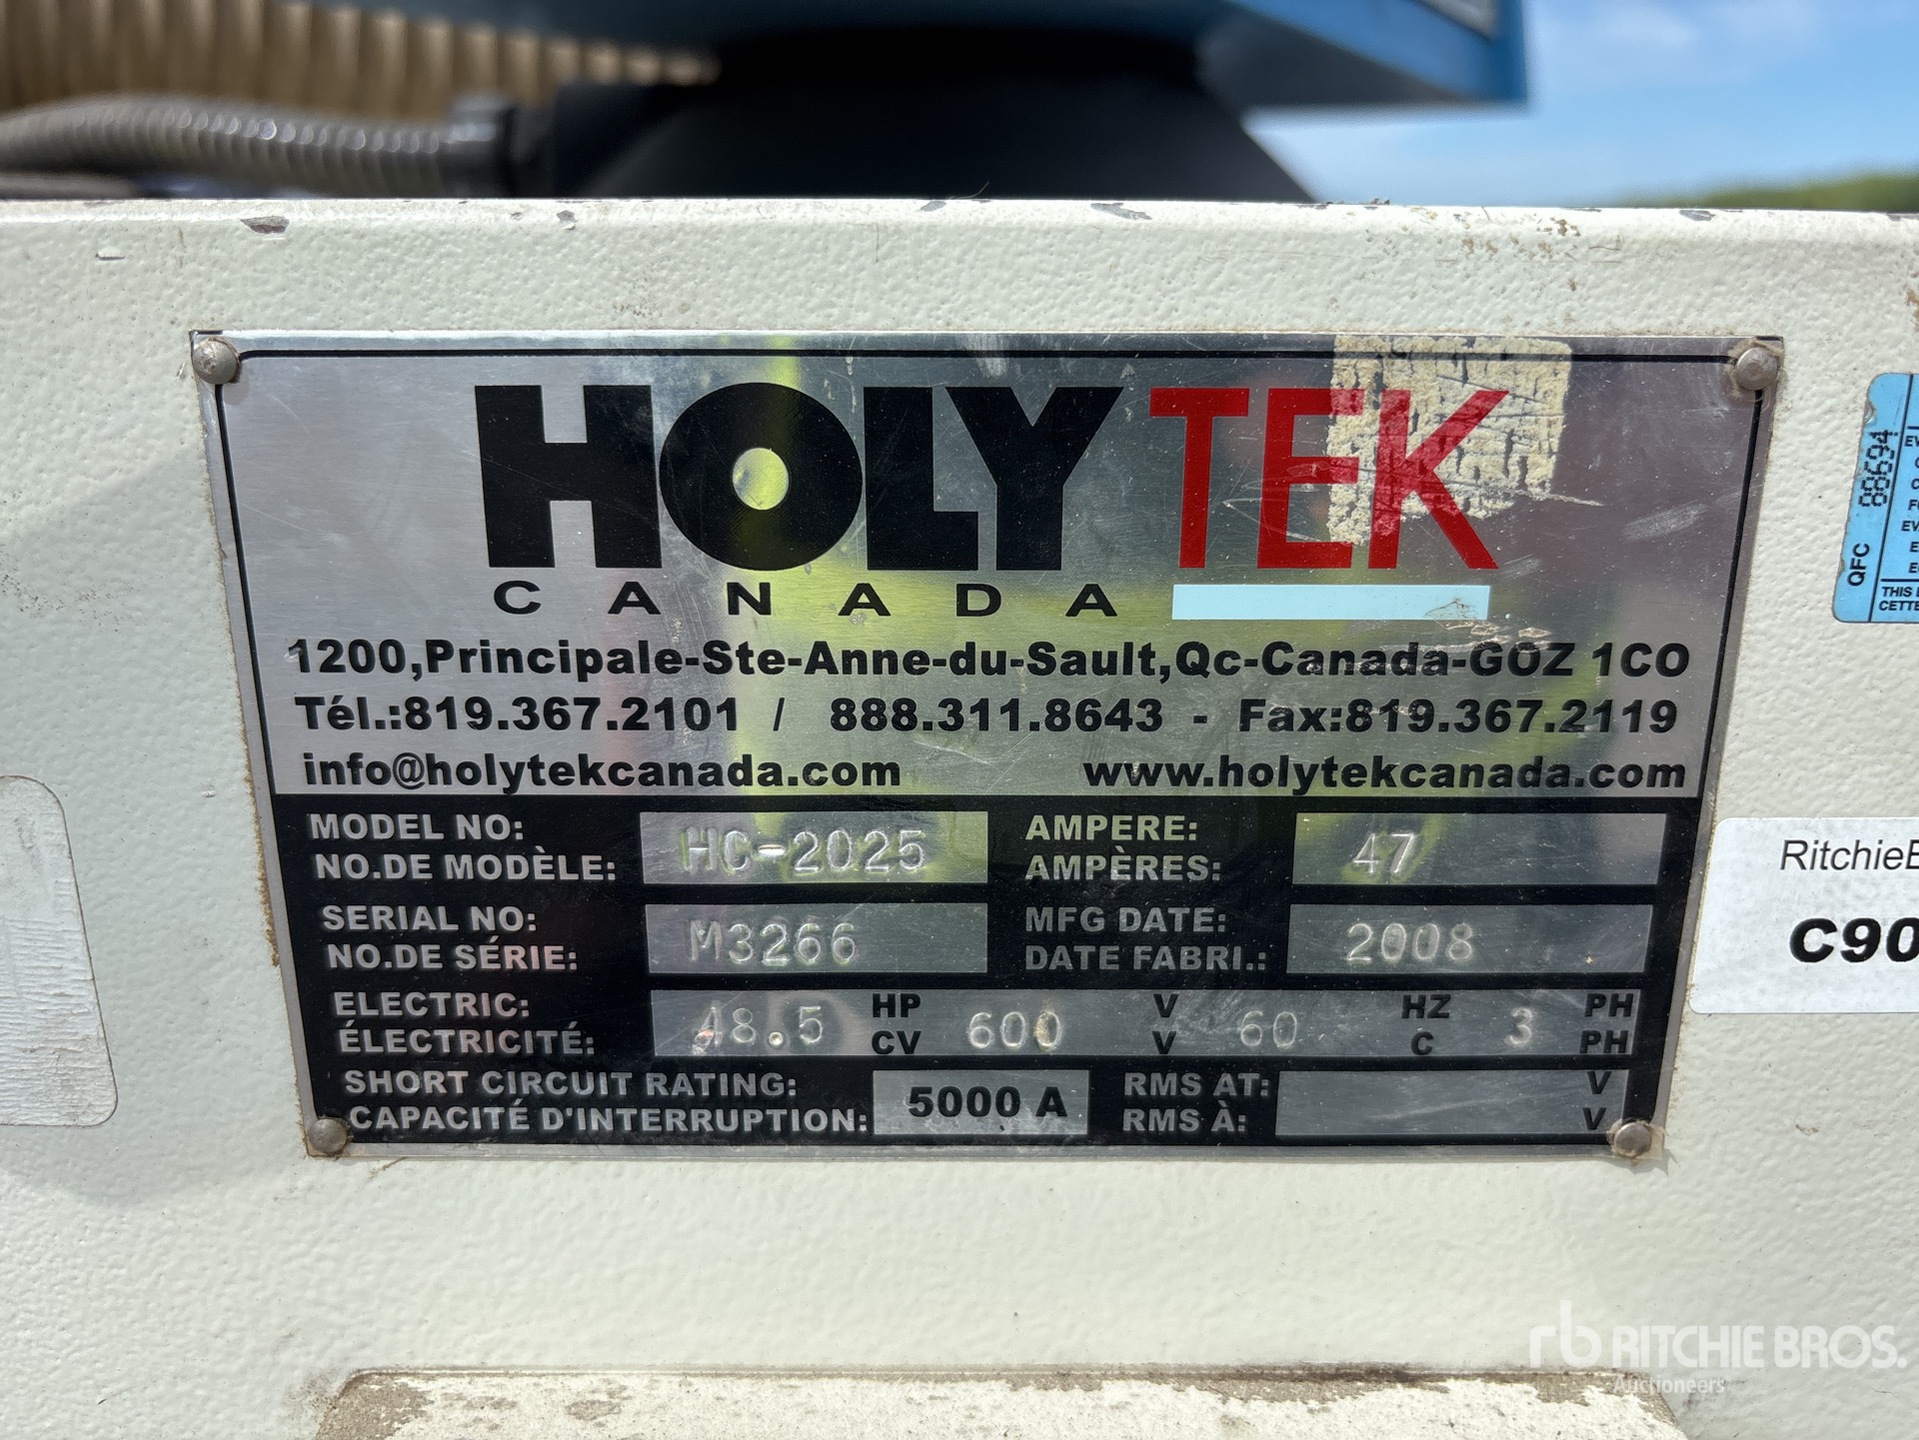 HOLYTEK
CANADA
1200,Principale-Ste-Anne-du-Sault,Qc-Canada-GOZ 1CO
Tél.:819.367.2101 / 888.311.8643 - Fax:819.367.2119
info@holytekcanada.com www.holytekcanada.com
MODEL NO: HC-2025 AMPERE: 47
NO.DE MODÈLE: AMPÈRES:
SERIAL NO: M3266 MFG DATE: 2008
NO.DE SÉRIE: DATE FABRI.:
ELECTRIC: 48.5 HP 600 V 60 HZ 3 PH
ÉLECTRICITÉ: CV V C PH
SHORT CIRCUIT RATING: 5000 A RMS AT: V
CAPACITÉ D'INTERRUPTION: RMS À: V
QFC 88694
THIS
CETTE
RitchieB
C90
rb RITCHIE BROS.
Auctioneers